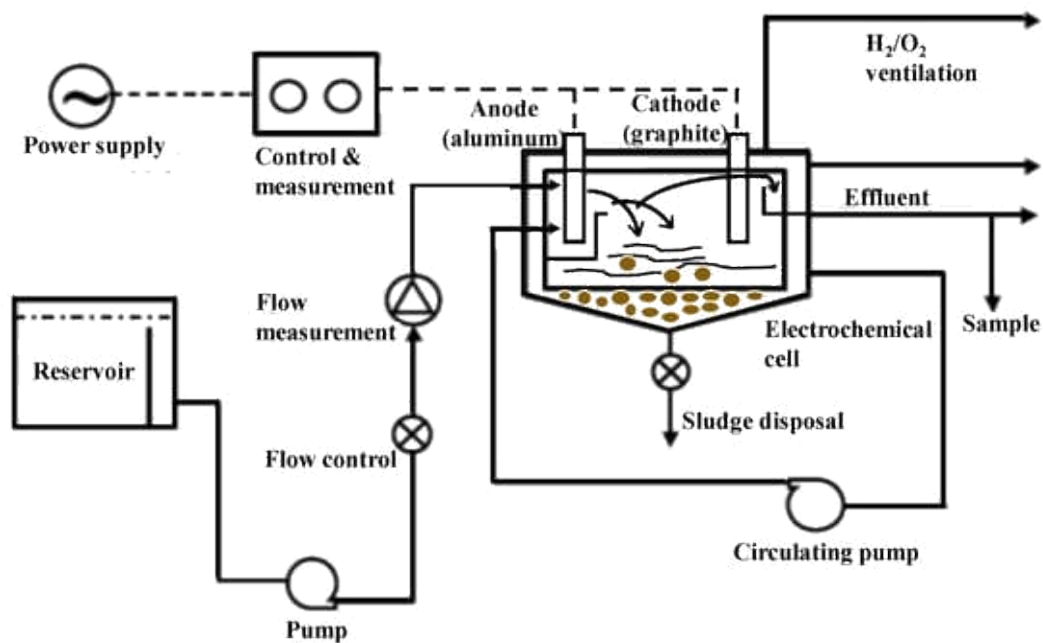 H₂/O₂
ventilation
Anode
(aluminum)
Cathode
(graphite)
Power supply
Control &
measurement
Effluent
Flow
measurement
Sample
Electrochemical
cell
Reservoir
Sludge disposal
Flow control
Circulating pump
Pump